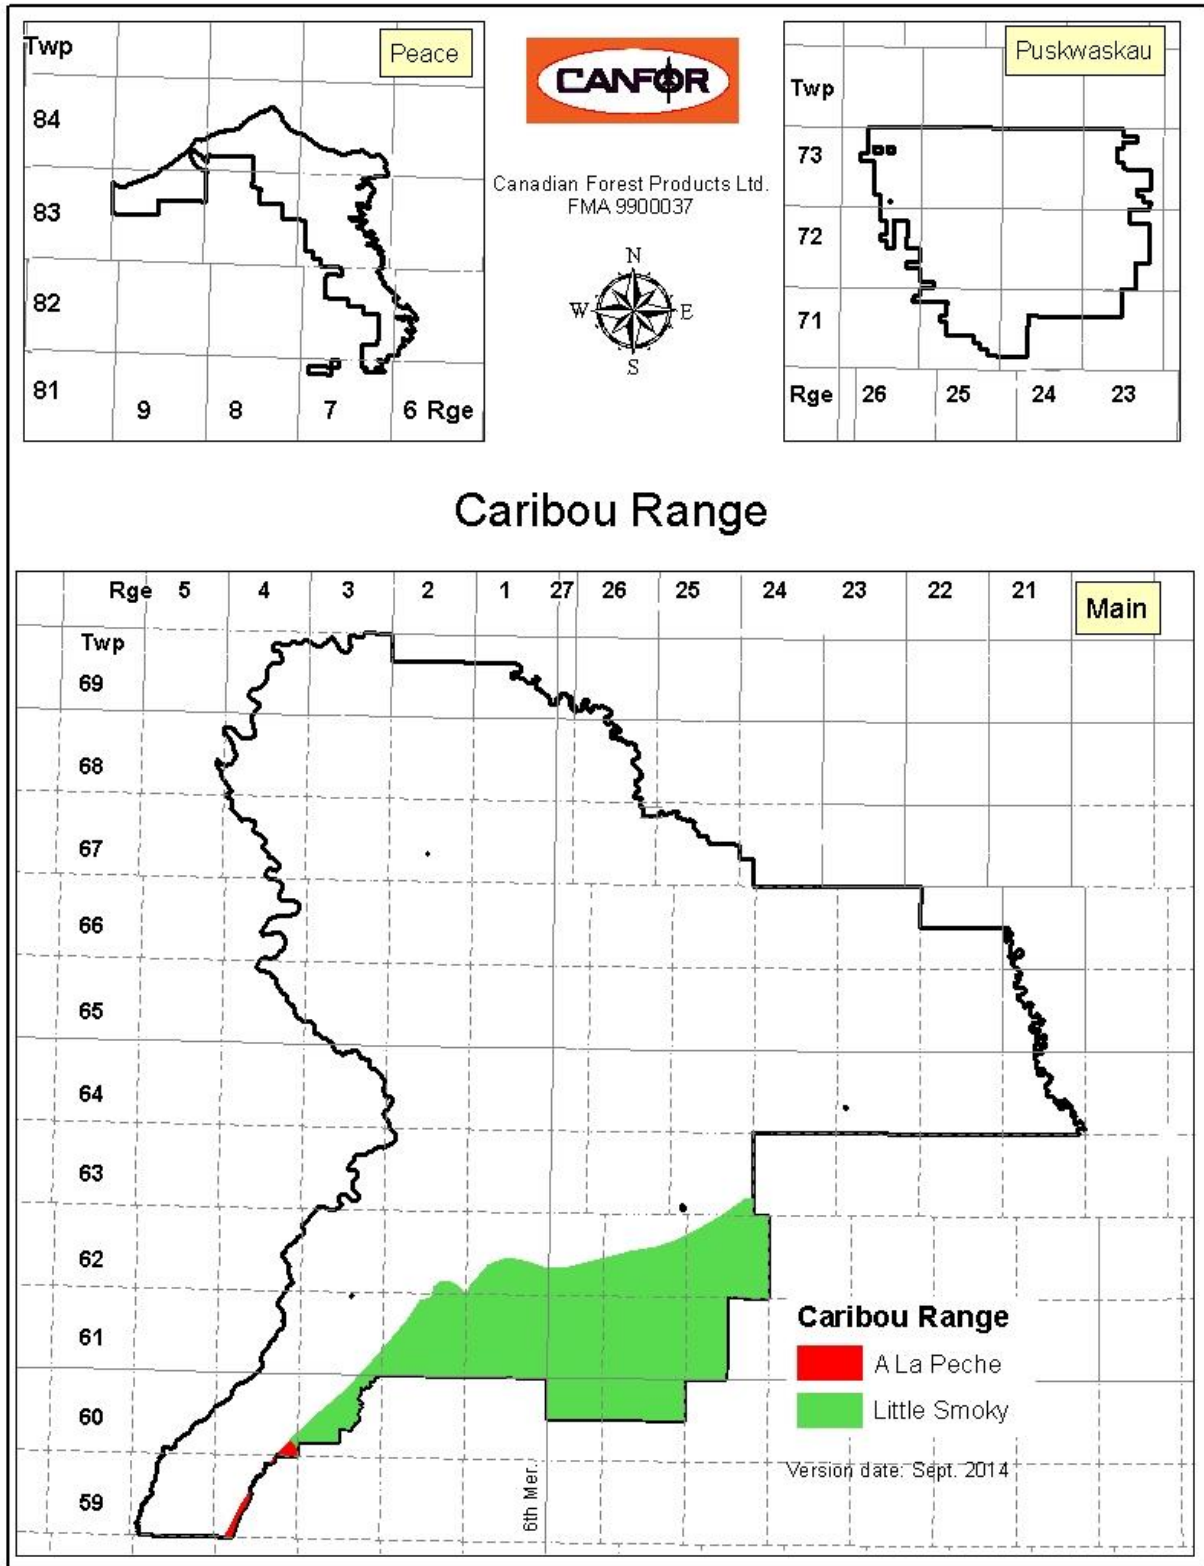 Twp
Peace
84
83
82
81
9 8 7 6 Rge
CANFOR
Canadian Forest Products Ltd.
FMA 9900037
N
W E
S
Puskwaskau
Twp
73
72
71
Rge 26 25 24 23
Caribou Range
Rge 5 4 3 2 1 27 26 25 24 23 22 21
Main
Twp
69
68
67
66
65
64
63
62
61
60
59
6th Mer.
Caribou Range
A La Peche
Little Smoky
Version date: Sept. 2014